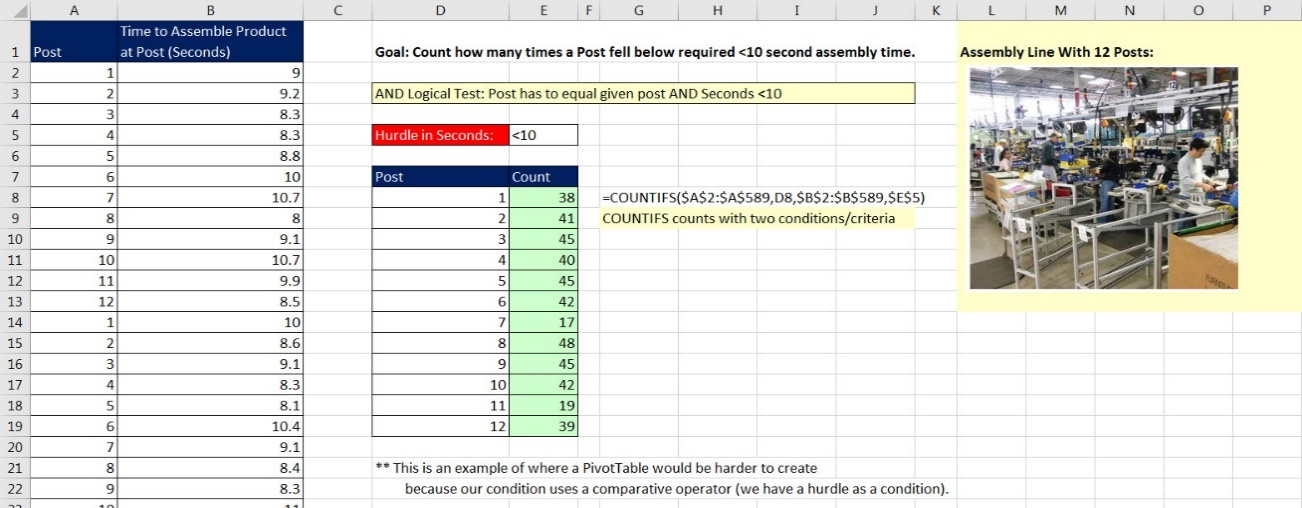 A B C D E F G H I J K L M N O P
Time to Assemble Product
1 Post at Post (Seconds) Goal: Count how many times a Post fell below required <10 second assembly time. Assembly Line With 12 Posts:
2 1 9
3 2 9.2 AND Logical Test: Post has to equal given post AND Seconds <10
4 3 8.3
5 4 8.3 Hurdle in Seconds: <10
6 5 8.8
7 6 10 Post Count
8 7 10.7 1 38 =COUNTIFS($A$2:$A$589,D8,$B$2:$B$589,$E$5)
9 8 8 2 41 COUNTIFS counts with two conditions/criteria
10 9 9.1 3 45
11 10 10.7 4 40
12 11 9.9 5 45
13 12 8.5 6 42
14 1 10 7 17
15 2 8.6 8 48
16 3 9.1 9 45
17 4 8.3 10 42
18 5 8.1 11 19
19 6 10.4 12 39
20 7 9.1
21 8 8.4 ** This is an example of where a PivotTable would be harder to create
22 9 8.3 because our condition uses a comparative operator (we have a hurdle as a condition).
23 10 11